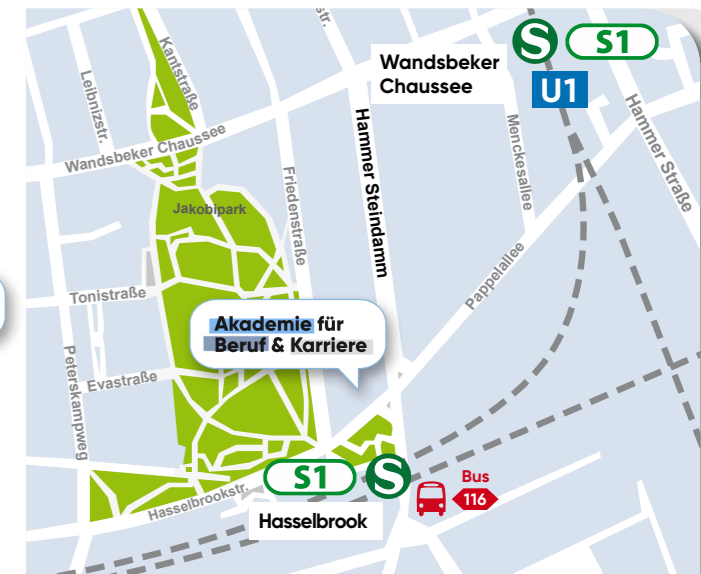 str.
Kantstraße
S
S1
Wandsbeker
Chaussee
U1
Leibnizstr.
Hammer Straße
Wandsbeker Chaussee
Hammer Steindamm
Menckesallee
Friedenstraße
Jakobipark
Pappelallee
Tonistraße
Akademie für
Beruf & Karriere
Peterskampweg
Evastraße
S1
S
Bus
116
Hasselbrookstr.
Hasselbrook